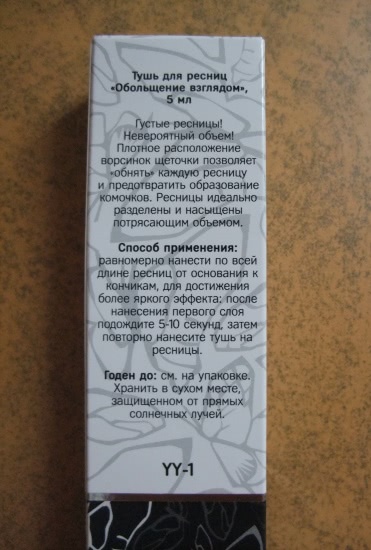 Тушь для ресниц
«Обольщение взглядом»,
5 мл
Густые ресницы!
Невероятный объем!
Плотное расположение
ворсинок щеточки позволяет
«обнять» каждую ресницу
и предотвратить образование
комочков. Ресницы идеально
разделены и насыщены
потрясающим объемом.
Способ применения:
равномерно нанести по всей
длине ресниц от основания к
кончикам, для достижения
более яркого эффекта: после
нанесения первого слоя
подождите 5-10 секунд, затем
повторно нанесите тушь на
ресницы.
Годен до: см. на упаковке.
Хранить в сухом месте,
защищенном от прямых
солнечных лучей.
YY-1